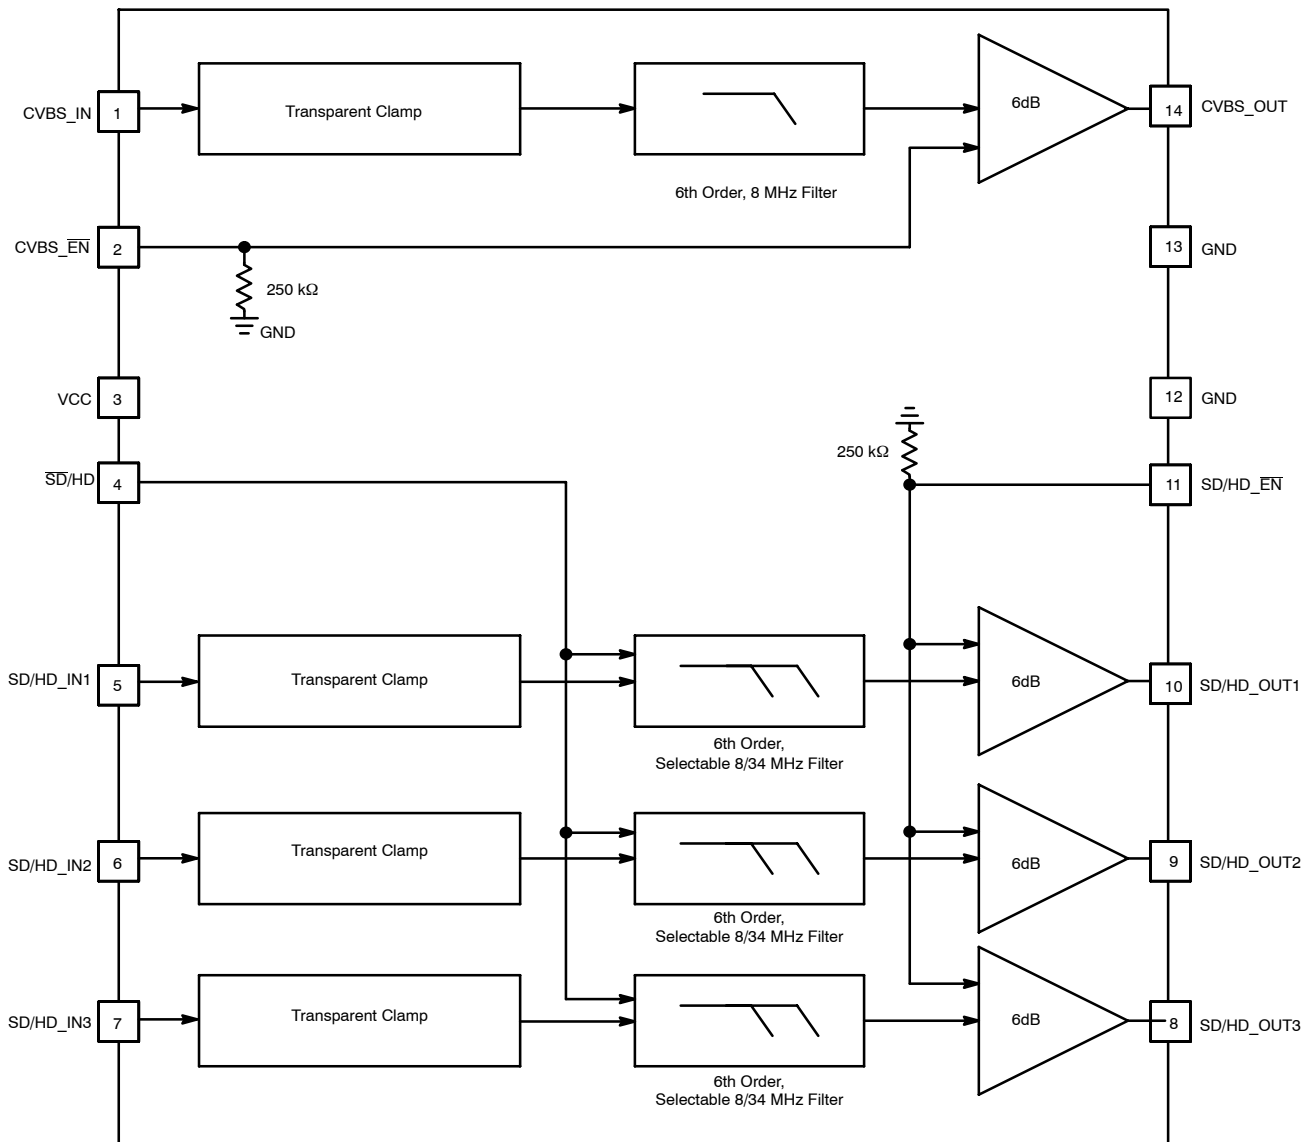 CVBS_IN
1
Transparent Clamp
6dB
14
CVBS_OUT
6th Order, 8 MHz Filter
CVBS_E̅N̅
2
13
GND
250 kΩ
GND
VCC
3
12
GND
250 kΩ
S̅D̅/HD
4
11
SD/HD_E̅N̅
SD/HD_IN1
5
Transparent Clamp
6dB
10
SD/HD_OUT1
6th Order,
Selectable 8/34 MHz Filter
SD/HD_IN2
6
Transparent Clamp
6dB
9
SD/HD_OUT2
6th Order,
Selectable 8/34 MHz Filter
SD/HD_IN3
7
Transparent Clamp
6dB
8
SD/HD_OUT3
6th Order,
Selectable 8/34 MHz Filter